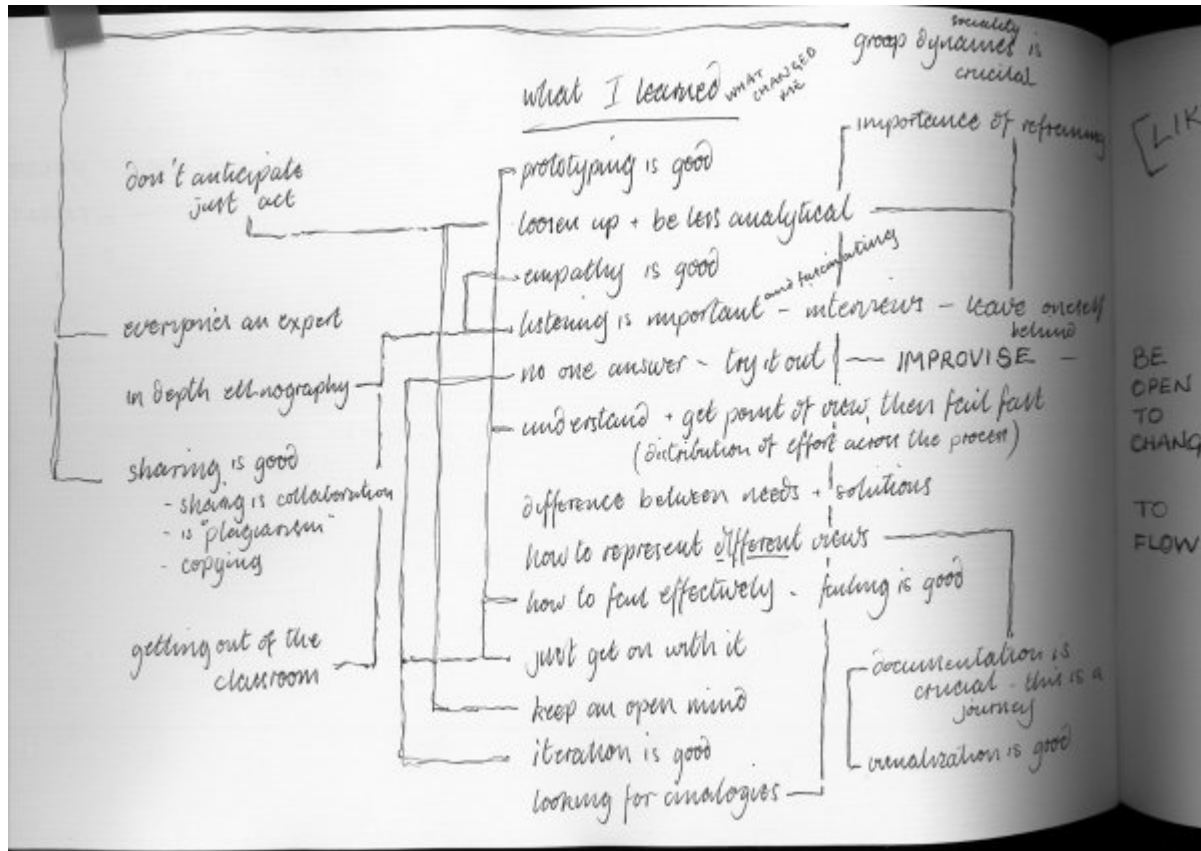 sociality
group dynamics is
crucital
what I learned
WHAT
CHANGED
ME
importance of reframing
[LIK
don't anticipate
just act
prototyping is good
loosen up + be less analytical
empathy is good
and fascinating
everyone's an expert
listening is important - interviews - leave oneself
behind
no one answer - try it out - IMPROVISE -
in depth ethnography
understand + get point of view, then fail fast
(distribution of effort across the process)
BE
OPEN
TO
CHANG
sharing is good
- sharing is collaboration
- is "plagiarism"
- copying
difference between needs + solutions
how to represent different views
TO
FLOW
how to fail effectively - failing is good
getting out of the
classroom
just get on with it
documentation is
crucial - this is a
journey
keep an open mind
iteration is good
visualization is good
looking for analogies